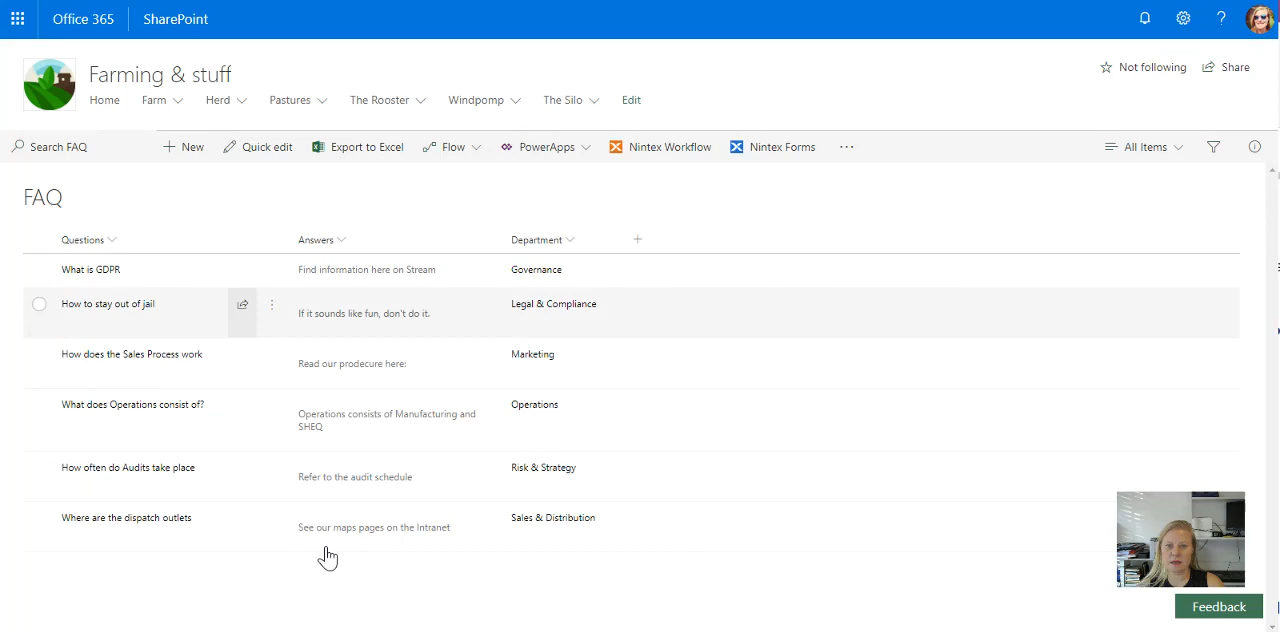 Office 365 SharePoint
Farming & stuff
Not following Share
Home Farm Herd Pastures The Rooster Windpomp The Silo Edit
Search FAQ New Quick edit Export to Excel Flow PowerApps Nintex Workflow Nintex Forms ... All Items
FAQ
Questions Answers Department
What is GDPR Find information here on Stream Governance
How to stay out of jail If it sounds like fun, don't do it. Legal & Compliance
How does the Sales Process work Read our prodecure here: Marketing
What does Operations consist of? Operations consists of Manufacturing and Operations
SHEQ
How often do Audits take place Refer to the audit schedule Risk & Strategy
Where are the dispatch outlets See our maps pages on the Intranet Sales & Distribution
Feedback